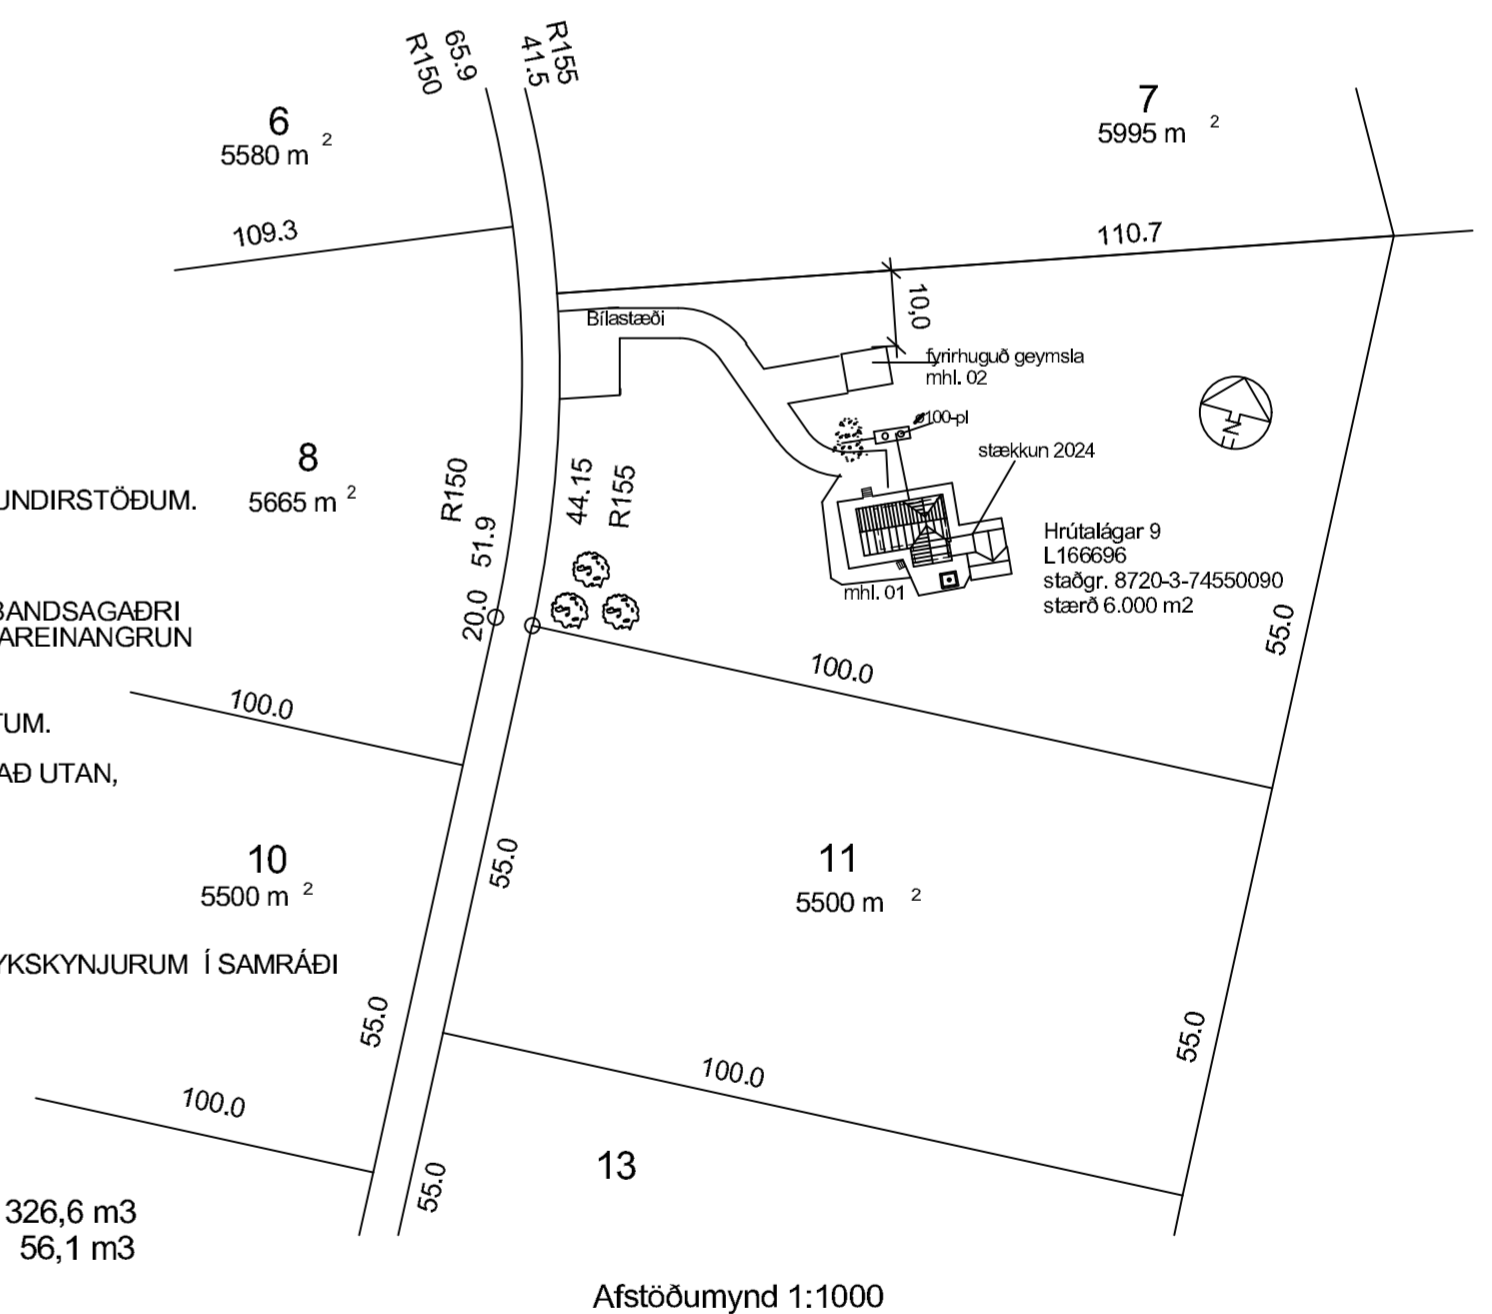 R150
65.9
R155
41.5
6
5580 m 2
7
5995 m 2
109.3
110.7
10,0
Bílastæði
fyrirhuguð geymsla
mhl. 02
ø100-pl
N
stækkun 2024
8
5665 m 2
UNDIRSTÖÐUM.
R150
51.9
20.0
44.15
R155
Hrútalágar 9
L166696
staðgr. 8720-3-74550090
stærð 6.000 m2
mhl. 01
55.0
BANDSAGAÐRI
AREINANGRUN
100.0
100.0
TUM.
AÐ UTAN,
10
5500 m 2
55.0
11
5500 m 2
YKSKYNJURUM Í SAMRÁÐI
55.0
55.0
100.0
100.0
55.0
13
326,6 m3
56,1 m3
Afstöðumynd 1:1000